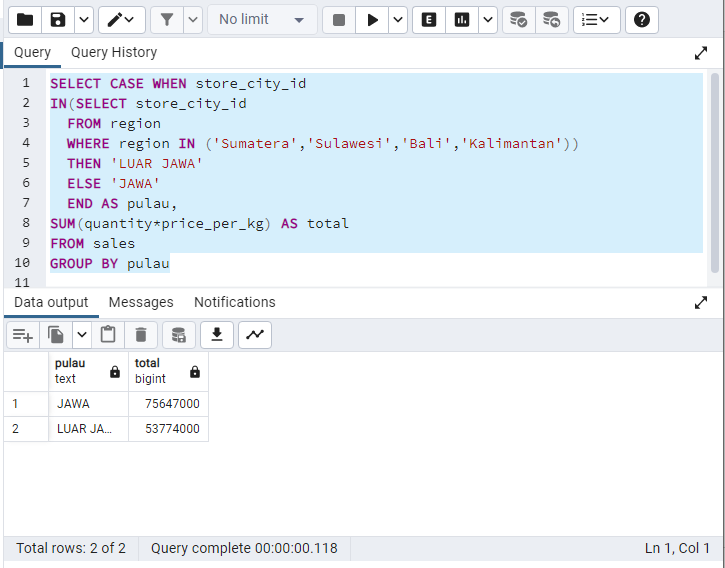 No limit
E
Query Query History
1 SELECT CASE WHEN store_city_id
2 IN(SELECT store_city_id
3 FROM region
4 WHERE region IN ('Sumatera','Sulawesi','Bali','Kalimantan'))
5 THEN 'LUAR JAWA'
6 ELSE 'JAWA'
7 END AS pulau,
8 SUM(quantity*price_per_kg) AS total
9 FROM sales
10 GROUP BY pulau
11
Data output Messages Notifications
pulau total
text bigint
1 JAWA 75647000
2 LUAR JA... 53774000
Total rows: 2 of 2 Query complete 00:00:00.118 Ln 1, Col 1